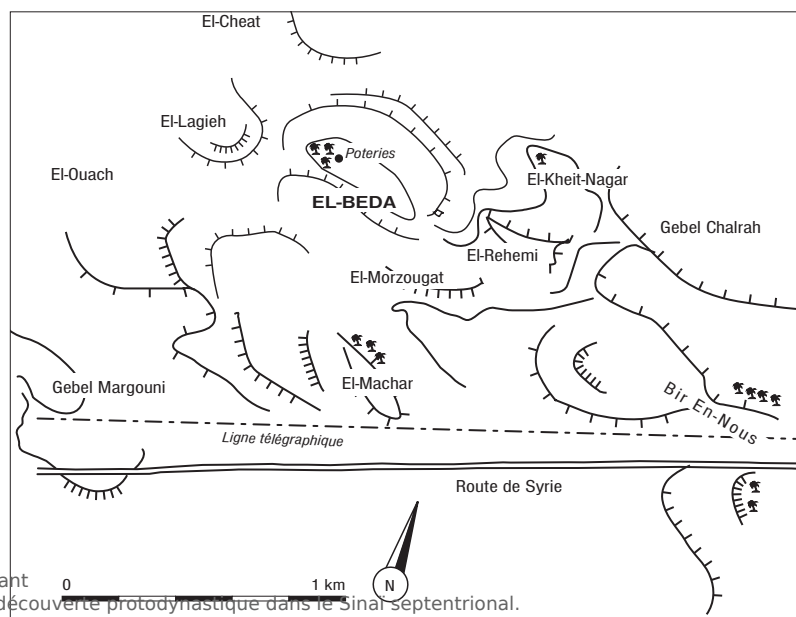 El-Cheat
El-Lagieh
Poteries
El-Ouach
El-Kheit-Nagar
EL-BEDA
Gebel Chalrah
El-Rehemi
El-Morzougat
El-Machar
Gebel Margouni
Bir En-Nous
Ligne télégraphique
Route de Syrie
ant
0 1 km N
découverte protodynastique dans le Sinaï septentrional.